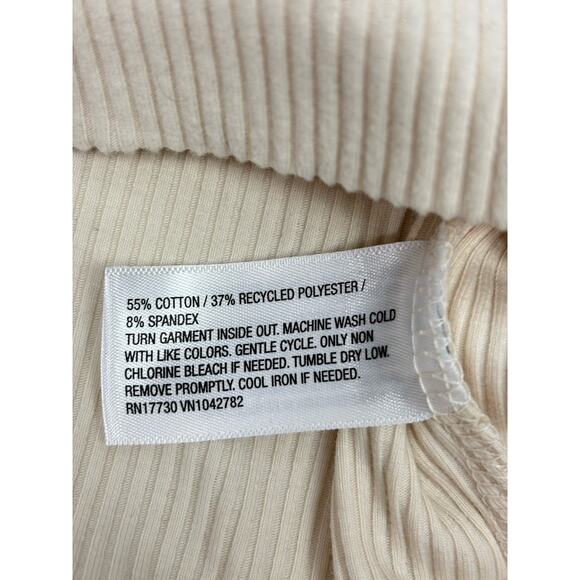 55% COTTON / 37% RECYCLED POLYESTER /
8% SPANDEX
TURN GARMENT INSIDE OUT. MACHINE WASH COLD
WITH LIKE COLORS. GENTLE CYCLE. ONLY NON
CHLORINE BLEACH IF NEEDED. TUMBLE DRY LOW.
REMOVE PROMPTLY. COOL IRON IF NEEDED.
RN17730 VN1042782